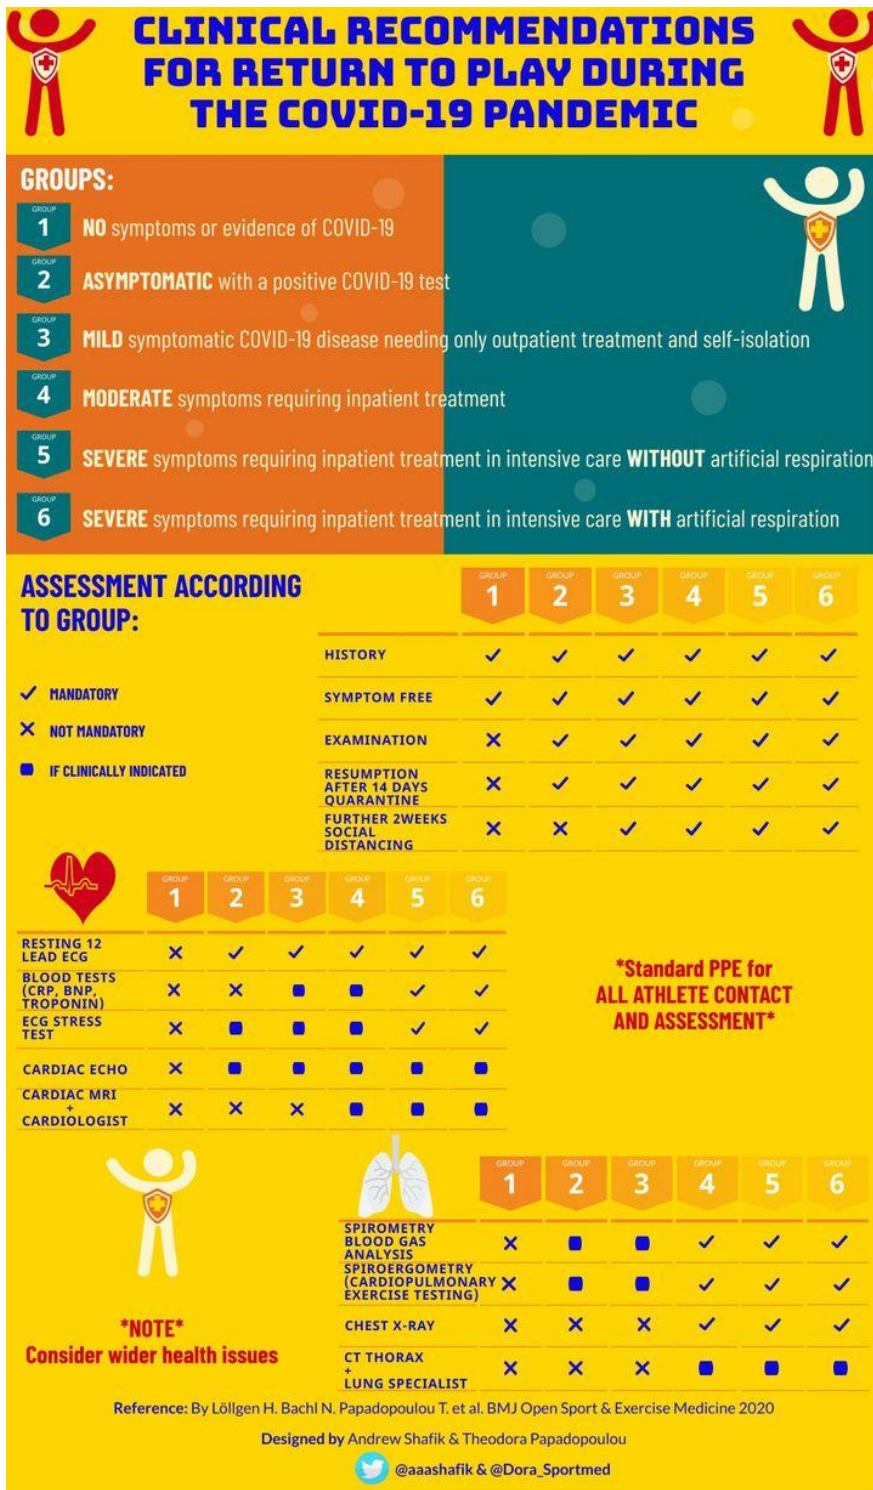 CLINICAL RECOMMENDATIONS
FOR RETURN TO PLAY DURING
THE COVID-19 PANDEMIC
GROUPS:
GROUP
1
NO symptoms or evidence of COVID-19
GROUP
2
ASYMPTOMATIC with a positive COVID-19 test
GROUP
3
MILD symptomatic COVID-19 disease needing only outpatient treatment and self-isolation
GROUP
4
MODERATE symptoms requiring inpatient treatment
GROUP
5
SEVERE symptoms requiring inpatient treatment in intensive care WITHOUT artificial respiration
GROUP
6
SEVERE symptoms requiring inpatient treatment in intensive care WITH artificial respiration
ASSESSMENT ACCORDING
TO GROUP:
✓ MANDATORY
✕ NOT MANDATORY
■ IF CLINICALLY INDICATED
GROUP GROUP GROUP GROUP GROUP GROUP
1 2 3 4 5 6
HISTORY ✓ ✓ ✓ ✓ ✓ ✓
SYMPTOM FREE ✓ ✓ ✓ ✓ ✓ ✓
EXAMINATION ✕ ✓ ✓ ✓ ✓ ✓
RESUMPTION
AFTER 14 DAYS ✕ ✓ ✓ ✓ ✓ ✓
QUARANTINE
FURTHER 2WEEKS
SOCIAL ✕ ✕ ✓ ✓ ✓ ✓
DISTANCING
GROUP GROUP GROUP GROUP GROUP GROUP
1 2 3 4 5 6
RESTING 12
LEAD ECG ✕ ✓ ✓ ✓ ✓ ✓
BLOOD TESTS
(CRP, BNP, ✕ ✕ ■ ■ ✓ ✓
TROPONIN)
ECG STRESS
TEST ✕ ■ ■ ■ ✓ ✓
CARDIAC ECHO ✕ ■ ■ ■ ■ ■
CARDIAC MRI
+ ✕ ✕ ✕ ■ ■ ■
CARDIOLOGIST
*Standard PPE for
ALL ATHLETE CONTACT
AND ASSESSMENT*
GROUP GROUP GROUP GROUP GROUP GROUP
1 2 3 4 5 6
SPIROMETRY
BLOOD GAS ✕ ■ ■ ✓ ✓ ✓
ANALYSIS
SPIROERGOMETRY
(CARDIOPULMONARY ✕ ■ ■ ✓ ✓ ✓
EXERCISE TESTING)
CHEST X-RAY ✕ ✕ ✕ ✓ ✓ ✓
CT THORAX
+ ✕ ✕ ✕ ■ ■ ■
LUNG SPECIALIST
*NOTE*
Consider wider health issues
Reference: By Löllgen H. Bachl N. Papadopoulou T. et al. BMJ Open Sport & Exercise Medicine 2020
Designed by Andrew Shafik & Theodora Papadopoulou
@aaashafik & @Dora_Sportmed